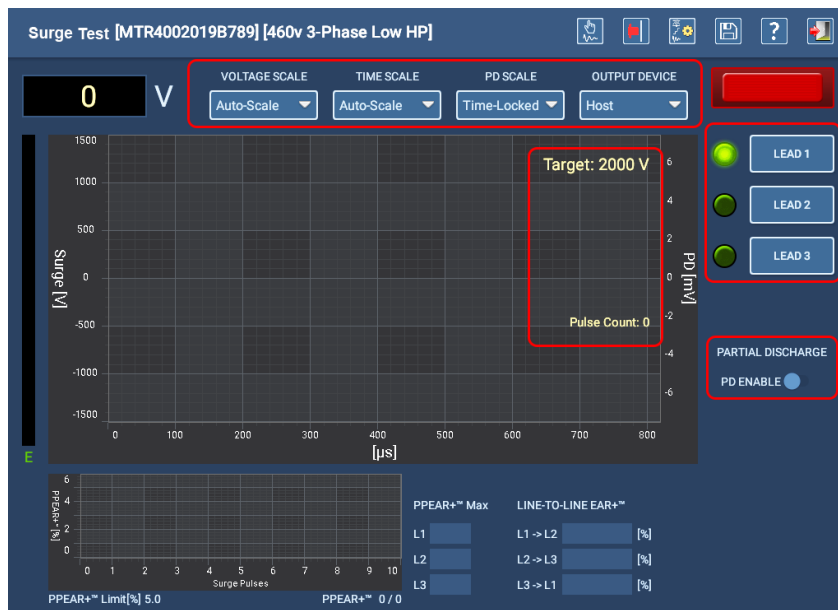 Surge Test [MTR4002019B789] [460v 3-Phase Low HP]
?
0 V
VOLTAGE SCALE TIME SCALE PD SCALE OUTPUT DEVICE
Auto-Scale Auto-Scale Time-Locked Host
Target: 2000 V
Pulse Count: 0
Surge [V]
1500
1000
500
0
-500
-1000
-1500
PD [mV]
6
4
2
0
-2
-4
-6
0 100 200 300 400 500 600 700 800
[µs]
E
LEAD 1
LEAD 2
LEAD 3
PARTIAL DISCHARGE
PD ENABLE
PPEAR+™ [%]
6
4
2
0
0 1 2 3 4 5 6 7 8 9 10
Surge Pulses
PPEAR+™ Limit[%] 5.0 PPEAR+™ 0 / 0
PPEAR+™ Max LINE-TO-LINE EAR+™
L1 L1 -> L2 [%]
L2 L2 -> L3 [%]
L3 L3 -> L1 [%]